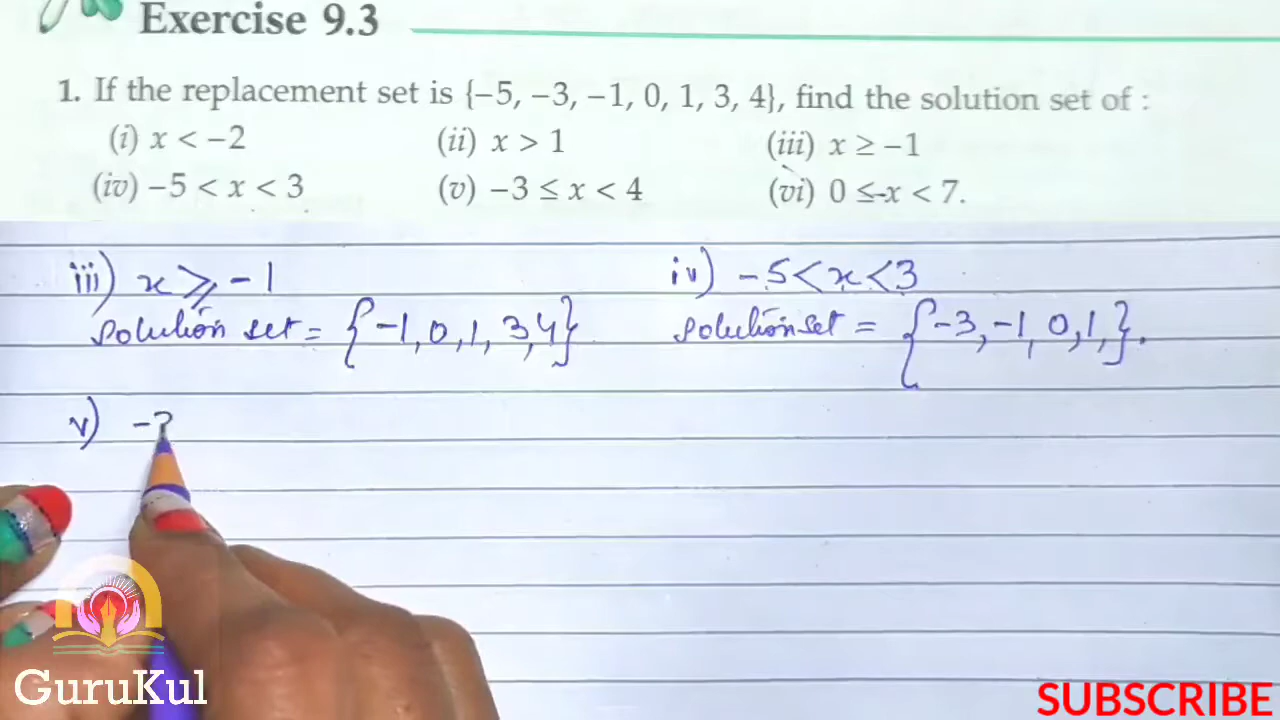 Exercise 9.3
1. If the replacement set is {−5, −3, −1, 0, 1, 3, 4}, find the solution set of :
(i) x < −2 (ii) x > 1 (iii) x ≥ −1
(iv) −5 < x < 3 (v) −3 ≤ x < 4 (vi) 0 ≤ x < 7.
iii) x ≥ −1 iv) −5 < x < 3
Solution set = {−1, 0, 1, 3, 4} Solution set = {−3, −1, 0, 1, }.
v) −3
GuruKul
SUBSCRIBE